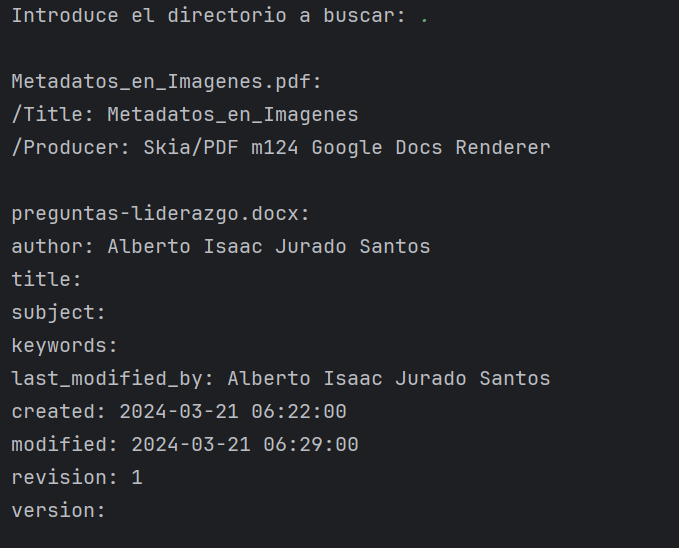 Introduce el directorio a buscar: .
Metadatos_en_Imagenes.pdf:
/Title: Metadatos_en_Imagenes
/Producer: Skia/PDF m124 Google Docs Renderer
preguntas-liderazgo.docx:
author: Alberto Isaac Jurado Santos
title:
subject:
keywords:
last_modified_by: Alberto Isaac Jurado Santos
created: 2024-03-21 06:22:00
modified: 2024-03-21 06:29:00
revision: 1
version: